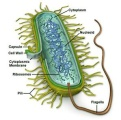 Cytoplasm
Nucleoid
Capsule
Cell Wall
Cytoplasmic
Membrane
Ribosomes
Pili
Flagella